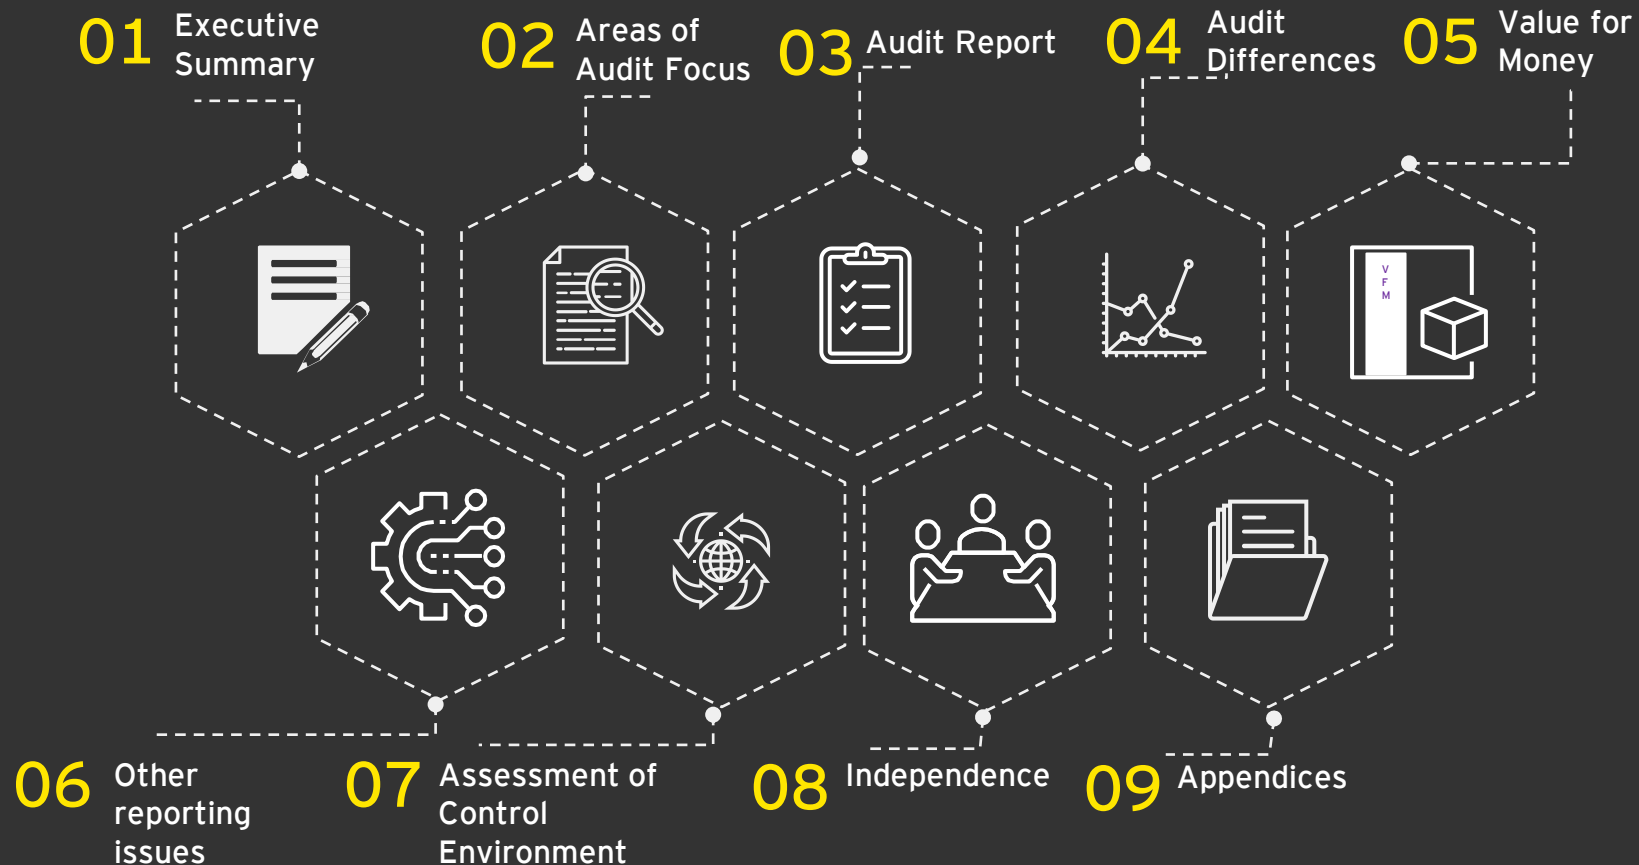 01 Executive
Summary
02 Areas of
Audit Focus
03 Audit Report
04 Audit
Differences
05 Value for
Money
V
F
M
06 Other
reporting
issues
07 Assessment of
Control
Environment
08 Independence
09 Appendices